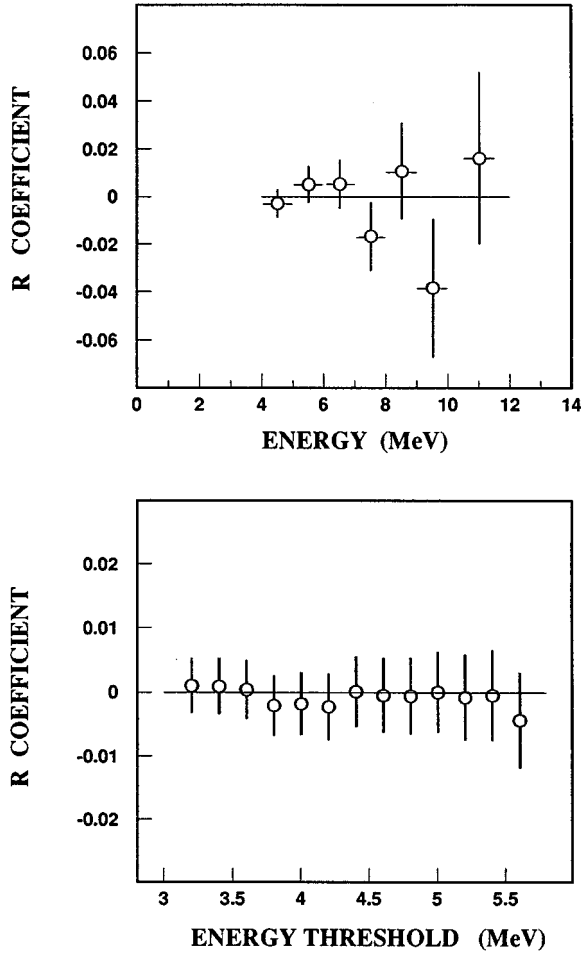 0.06
0.04
0.02
0
-0.02
-0.04
-0.06
R COEFFICIENT
0 2 4 6 8 10 12 14
ENERGY (MeV)
0.02
0.01
0
-0.01
-0.02
R COEFFICIENT
3 3.5 4 4.5 5 5.5
ENERGY THRESHOLD (MeV)